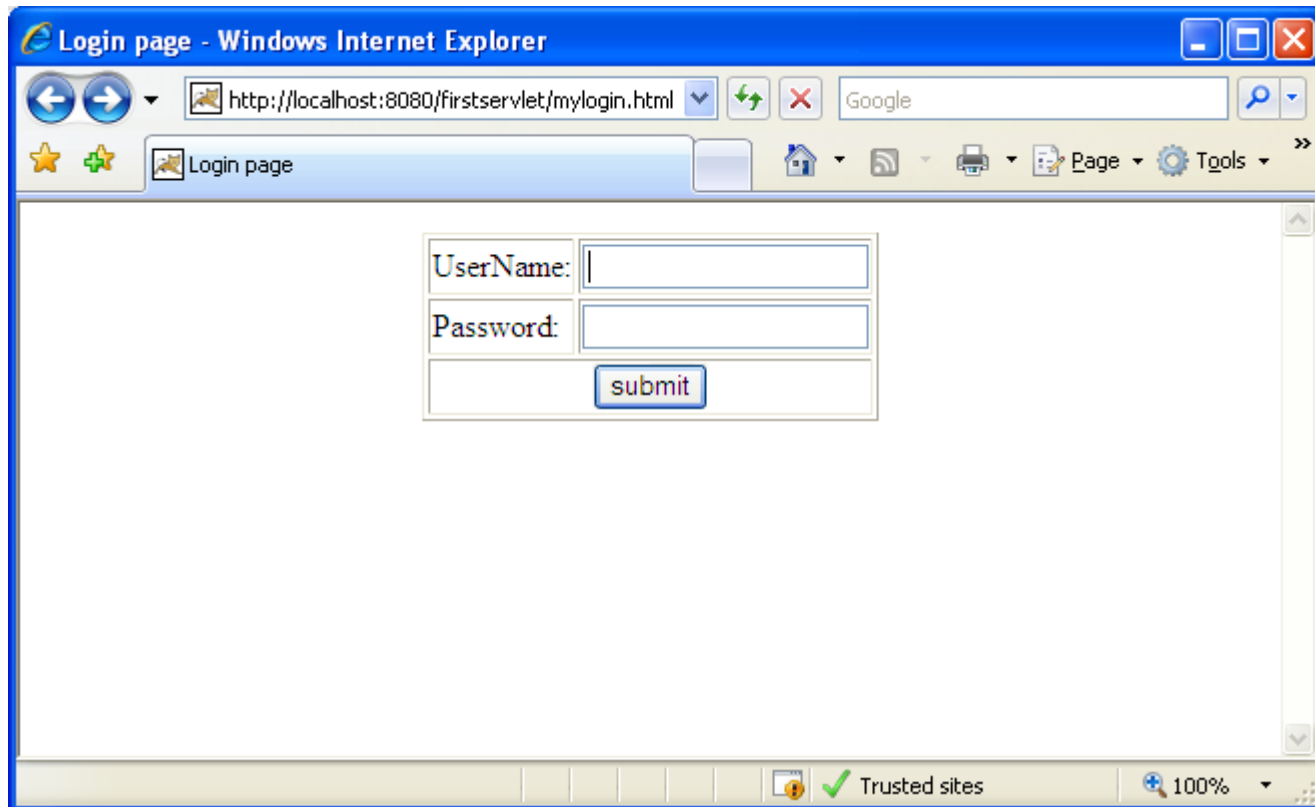 Login page - Windows Internet Explorer
http://localhost:8080/firstservlet/mylogin.html Google
Login page Page Tools »
UserName:
Password:
submit
Trusted sites 100%